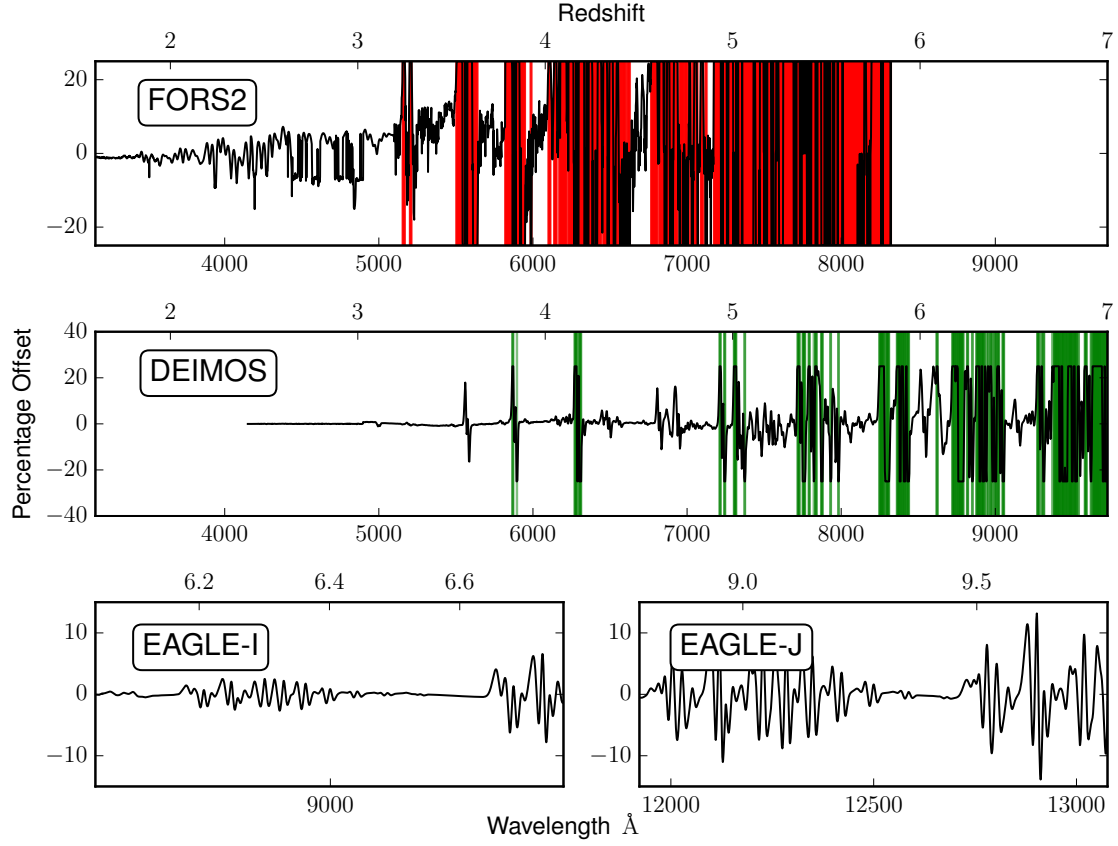 Redshift
2 3 4 5 6 7
20
0
−20
FORS2
4000 5000 6000 7000 8000 9000
2 3 4 5 6 7
40
20
0
−20
−40
DEIMOS
Percentage Offset
4000 5000 6000 7000 8000 9000
6.2 6.4 6.6
10
0
−10
EAGLE-I
9000
9.0 9.5
10
0
−10
EAGLE-J
12000 12500 13000
Wavelength Å